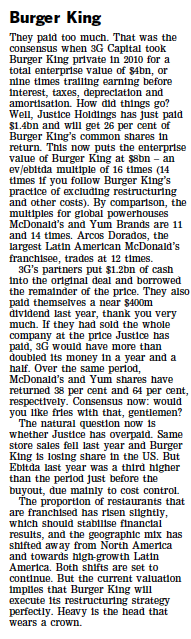 Burger King
They paid too much. That was the
consensus when 3G Capital took
Burger King private in 2010 for a
total enterprise value of $4bn, or
nine times trailing earning before
interest, taxes, depreciation and
amortisation. How did things go?
Well, Justice Holdings has just paid
$1.4bn and will get 26 per cent of
Burger King's common shares in
return. This now puts the enterprise
value of Burger King at $8bn – an
ev/ebitda multiple of 16 times (14
times if you follow Burger King's
practice of excluding restructuring
and other costs). By comparison, the
multiples for global powerhouses
McDonald's and Yum Brands are 11
and 14 times. Arcos Dorados, the
largest Latin American McDonald's
franchisee, trades at 12 times.
3G's partners put $1.2bn of cash
into the original deal and borrowed
the remainder of the price. They also
paid themselves a near $400m
dividend last year, thank you very
much. If they had sold the whole
company at the price Justice has
paid, 3G would have more than
doubled its money in a year and a
half. Over the same period,
McDonald's and Yum shares have
returned 38 per cent and 64 per cent,
respectively. Consensus now: would
you like fries with that, gentlemen?
The natural question now is
whether Justice has overpaid. Same
store sales fell last year and Burger
King is losing share in the US. But
Ebitda last year was a third higher
than the period just before the
buyout, due mainly to cost control.
The proportion of restaurants that
are franchised has risen slightly,
which should stabilise financial
results, and the geographic mix has
shifted away from North America
and towards high-growth Latin
America. Both shifts are set to
continue. But the current valuation
implies that Burger King will
execute its restructuring strategy
perfectly. Heavy is the head that
wears a crown.